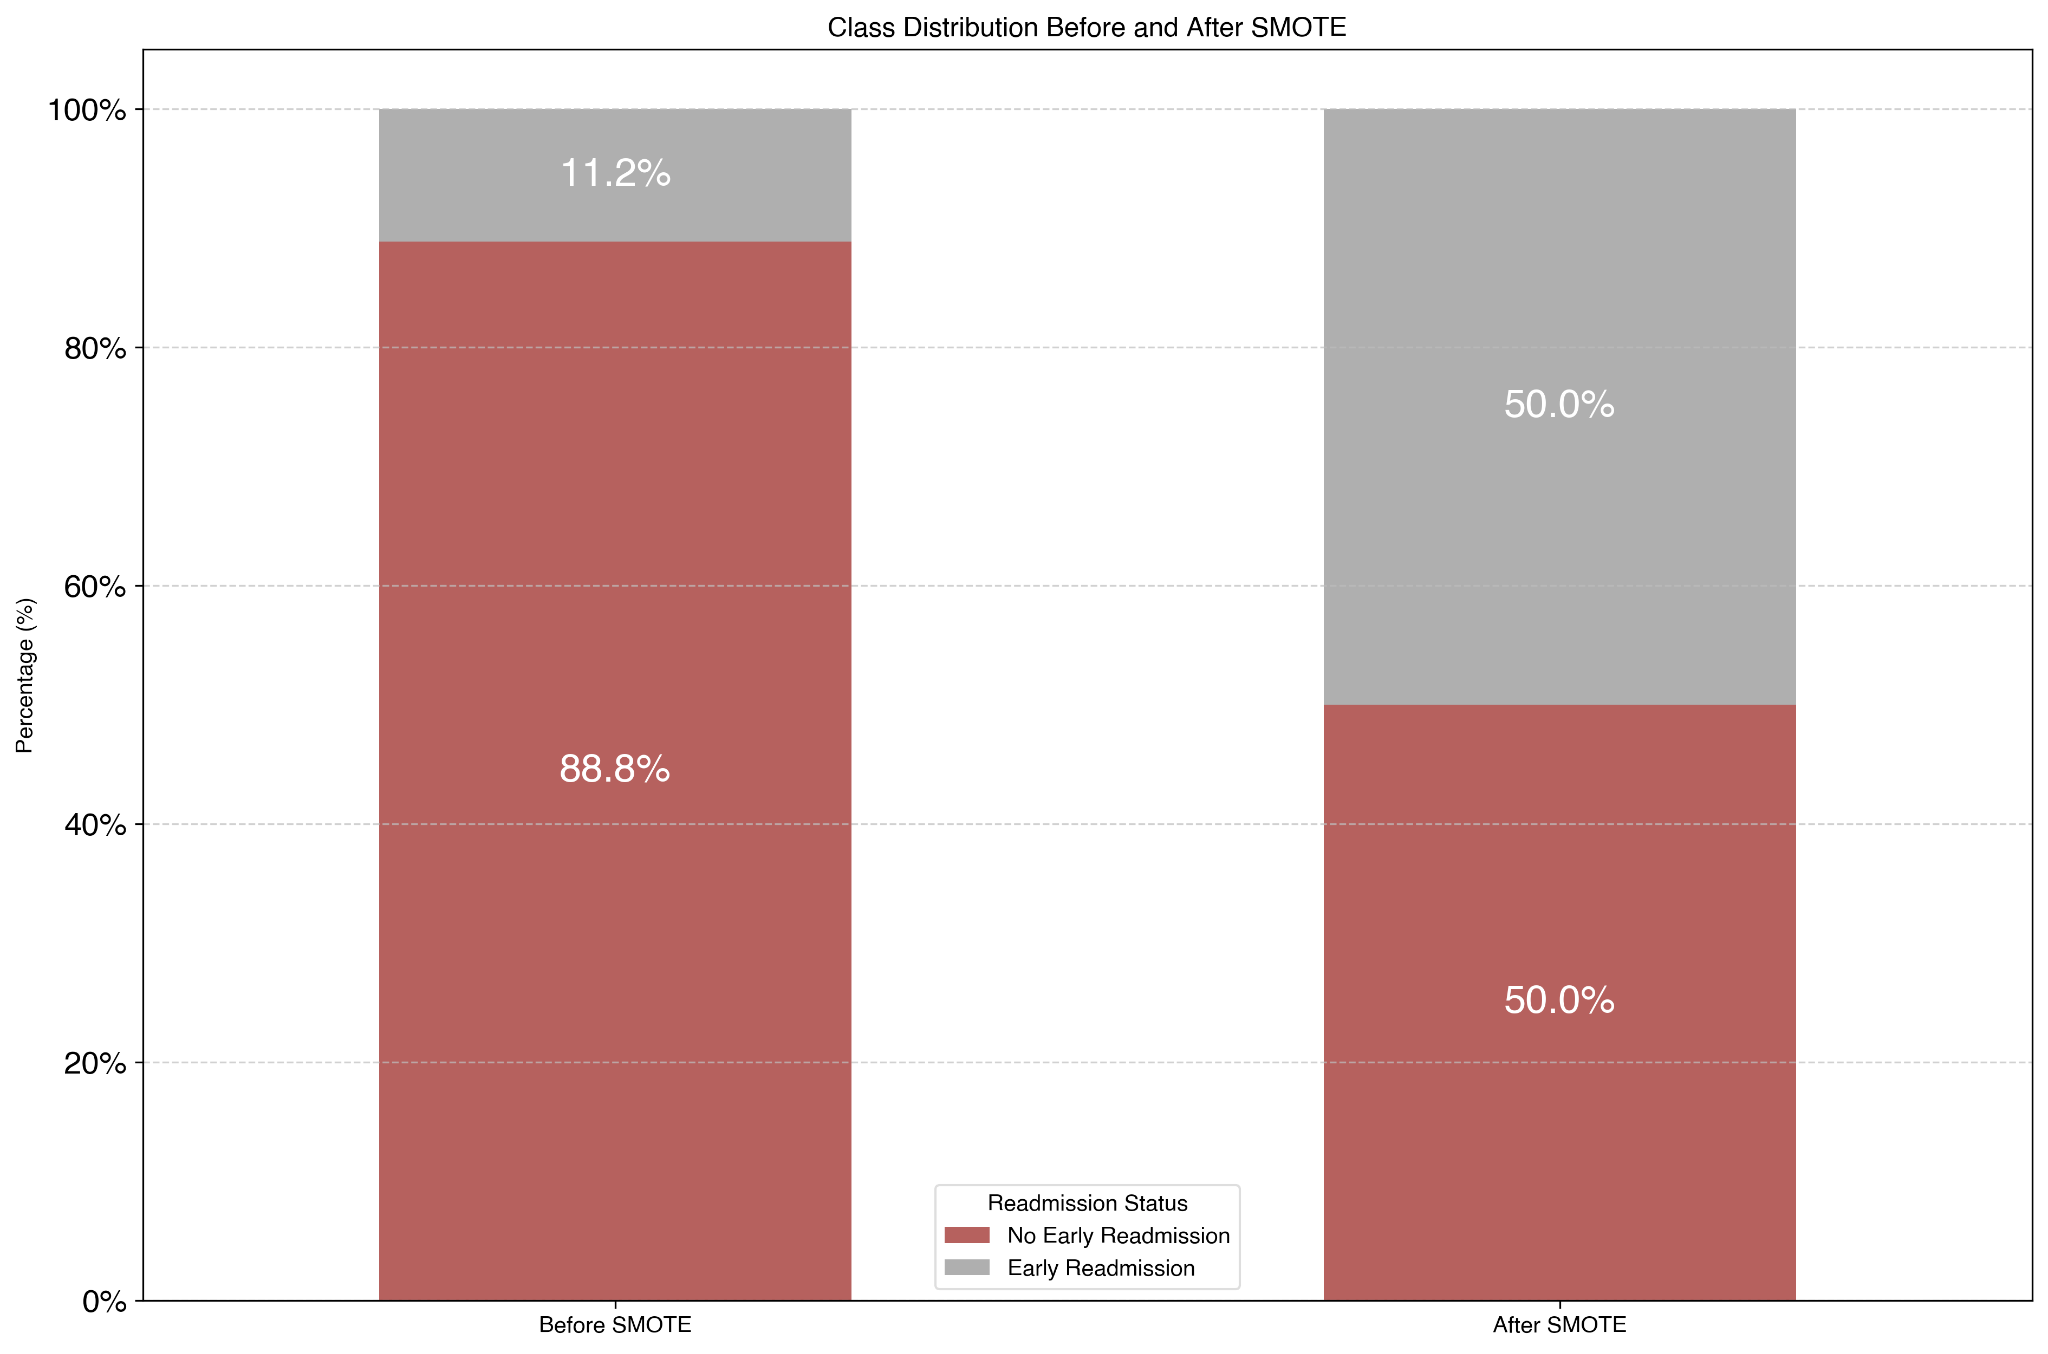 Class Distribution Before and After SMOTE
Percentage (%)
100%
80%
60%
40%
20%
0%
11.2%
88.8%
50.0%
50.0%
Readmission Status
No Early Readmission
Early Readmission
Before SMOTE
After SMOTE